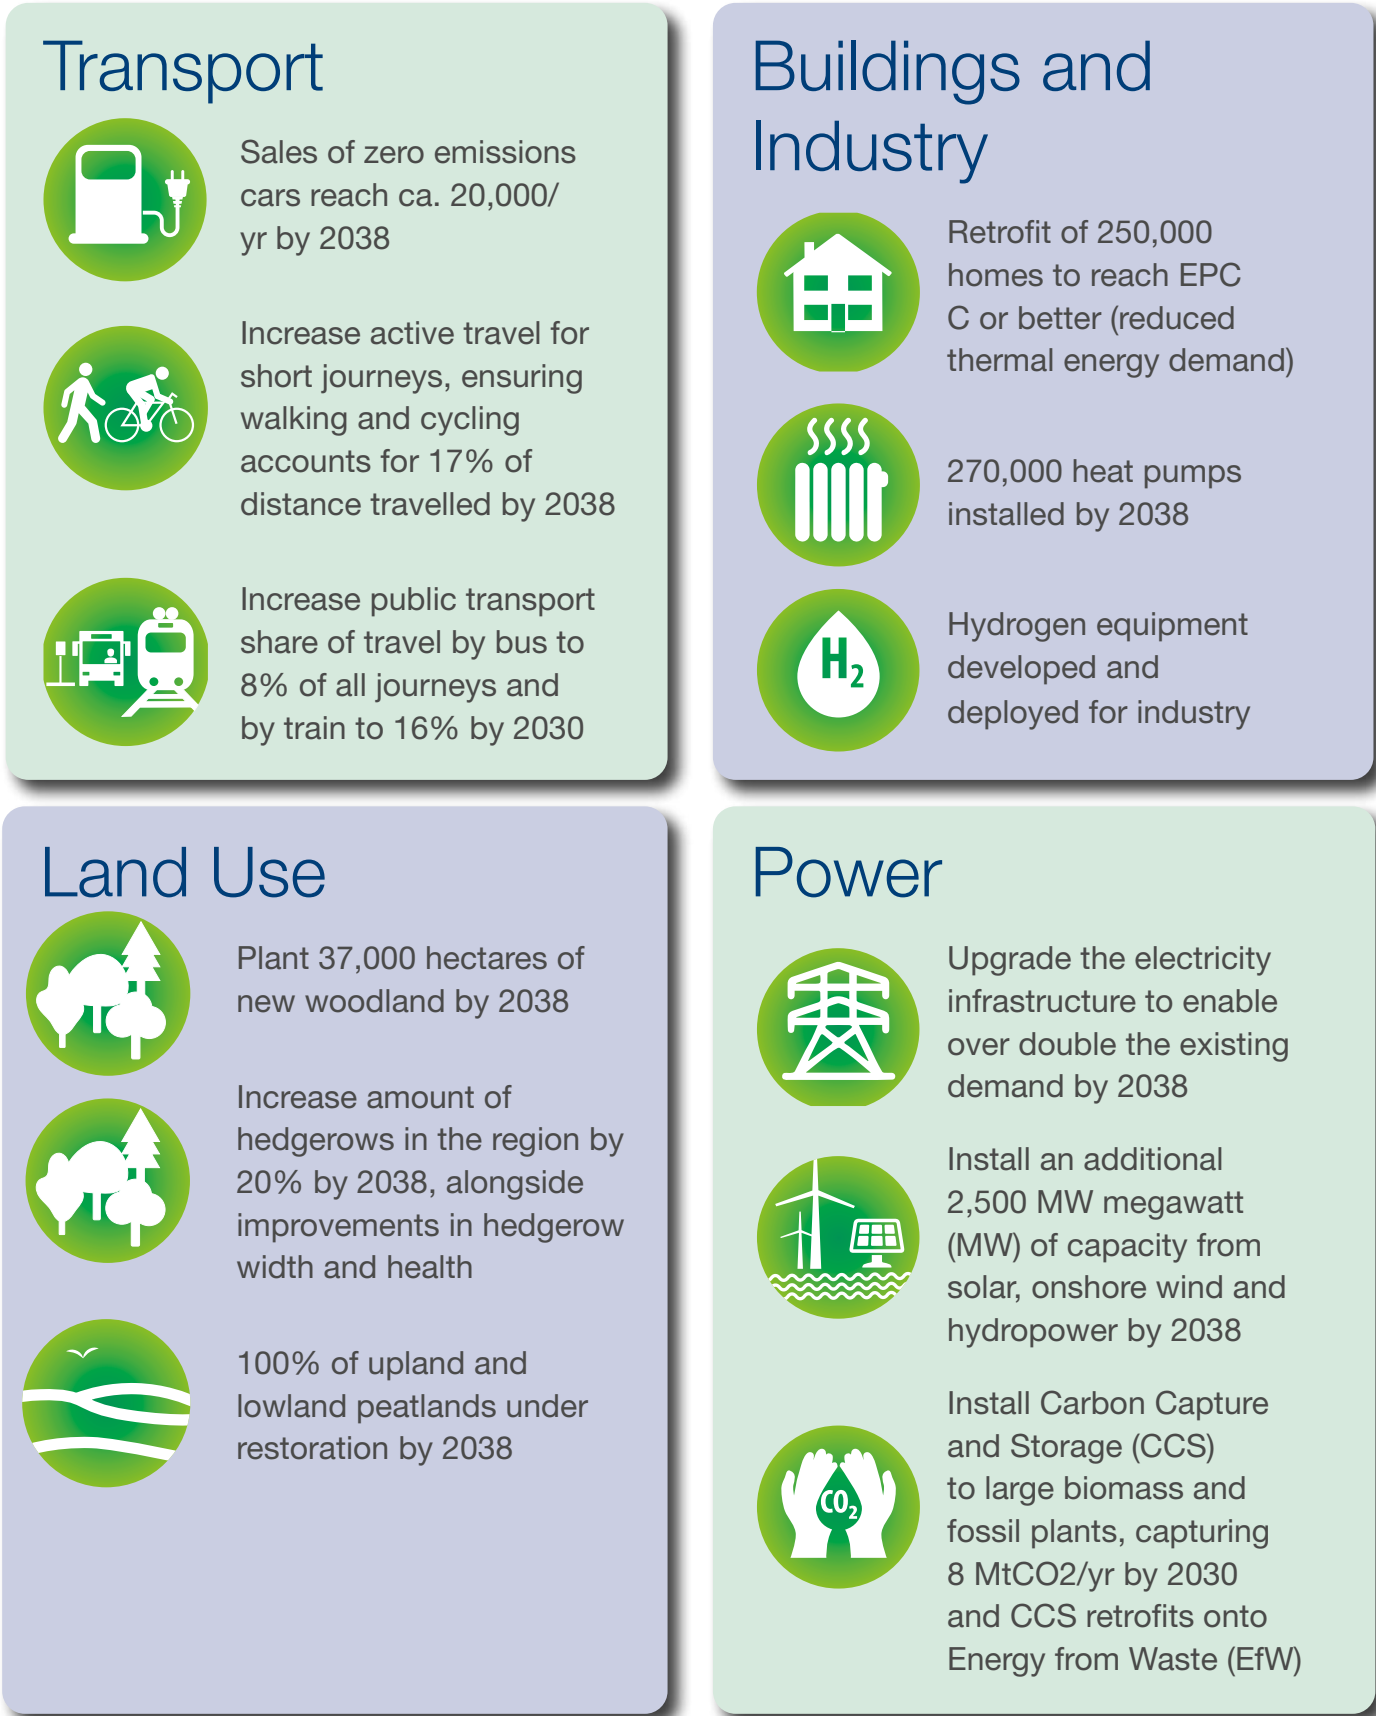 Transport
Sales of zero emissions
cars reach ca. 20,000/
yr by 2038
Increase active travel for
short journeys, ensuring
walking and cycling
accounts for 17% of
distance travelled by 2038
Increase public transport
share of travel by bus to
8% of all journeys and
by train to 16% by 2030
Buildings and
Industry
Retrofit of 250,000
homes to reach EPC
C or better (reduced
thermal energy demand)
270,000 heat pumps
installed by 2038
H2
Hydrogen equipment
developed and
deployed for industry
Land Use
Plant 37,000 hectares of
new woodland by 2038
Increase amount of
hedgerows in the region by
20% by 2038, alongside
improvements in hedgerow
width and health
100% of upland and
lowland peatlands under
restoration by 2038
Power
Upgrade the electricity
infrastructure to enable
over double the existing
demand by 2038
Install an additional
2,500 MW megawatt
(MW) of capacity from
solar, onshore wind and
hydropower by 2038
CO2
Install Carbon Capture
and Storage (CCS)
to large biomass and
fossil plants, capturing
8 MtCO2/yr by 2030
and CCS retrofits onto
Energy from Waste (EfW)